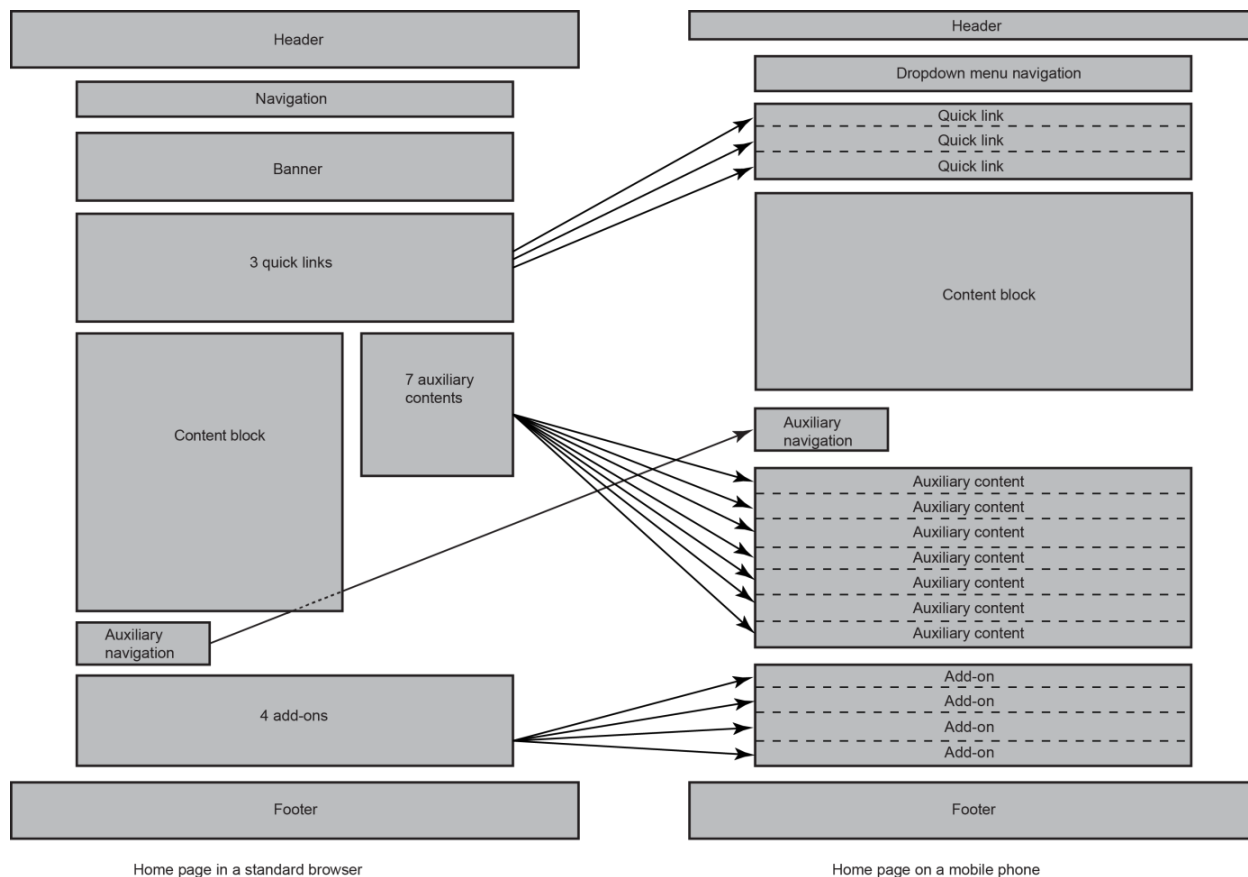 Header
Navigation
Banner
3 quick links
7 auxiliary
contents
Content block
Auxiliary
navigation
4 add-ons
Footer
Home page in a standard browser
Header
Dropdown menu navigation
Quick link
Quick link
Quick link
Content block
Auxiliary
navigation
Auxiliary content
Auxiliary content
Auxiliary content
Auxiliary content
Auxiliary content
Auxiliary content
Auxiliary content
Add-on
Add-on
Add-on
Add-on
Footer
Home page on a mobile phone